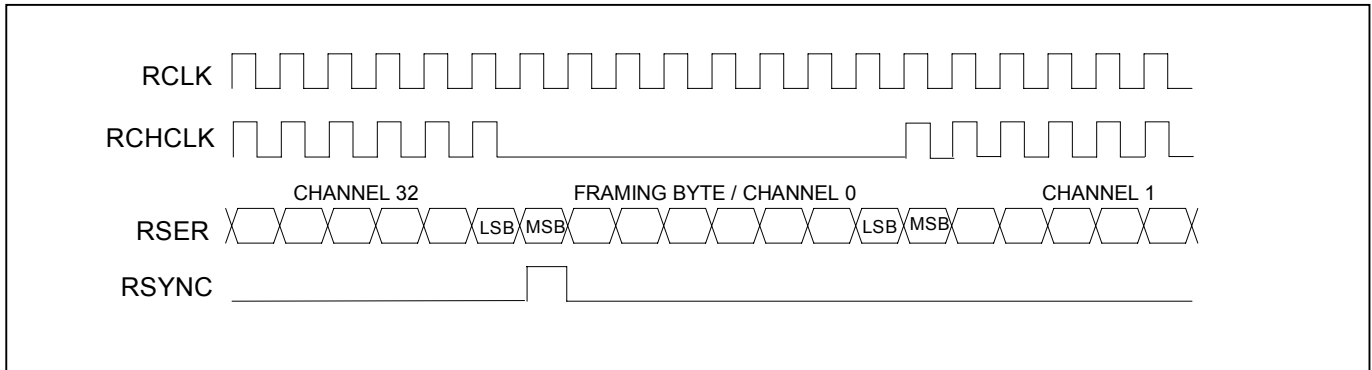 RCLK
RCHCLK
CHANNEL 32 FRAMING BYTE / CHANNEL 0 CHANNEL 1
RSER LSB MSB LSB MSB
RSYNC